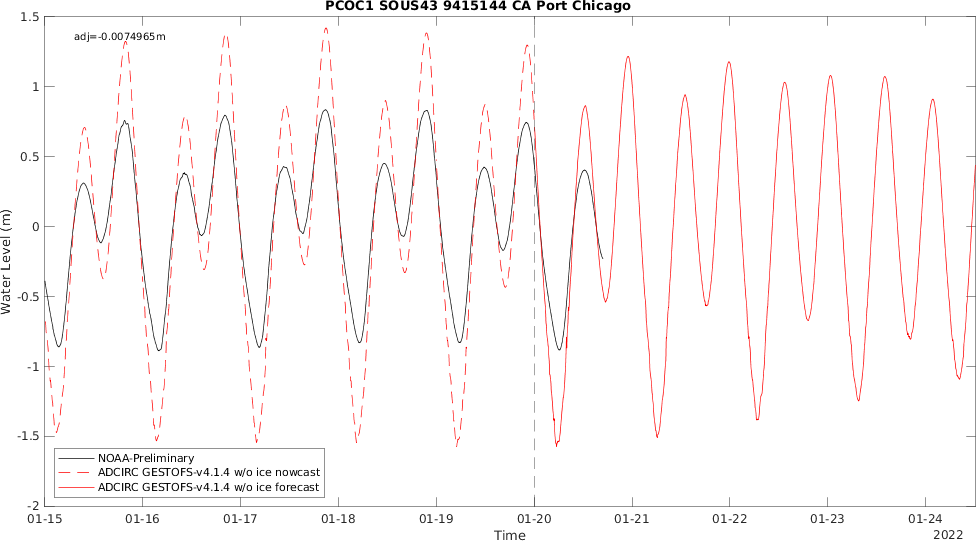 PCOC1 SOUS43 9415144 CA Port Chicago
adj=-0.0074965m
1.5
1
0.5
0
-0.5
-1
-1.5
-2
Water Level (m)
NOAA-Preliminary
ADCIRC GESTOFS-v4.1.4 w/o ice nowcast
ADCIRC GESTOFS-v4.1.4 w/o ice forecast
01-15 01-16 01-17 01-18 01-19 01-20 01-21 01-22 01-23 01-24
Time
2022